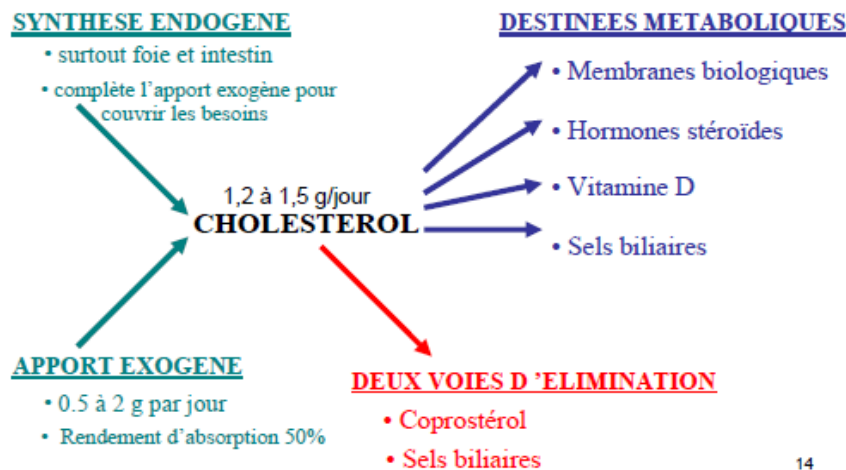 SYNTHESE ENDOGENE
• surtout foie et intestin
• complète l'apport exogène pour
couvrir les besoins
DESTINEES METABOLIQUES
• Membranes biologiques
• Hormones stéroïdes
• Vitamine D
• Sels biliaires
1,2 à 1,5 g/jour
CHOLESTEROL
APPORT EXOGENE
• 0.5 à 2 g par jour
• Rendement d'absorption 50%
DEUX VOIES D ’ELIMINATION
• Coprostérol
• Sels biliaires
14